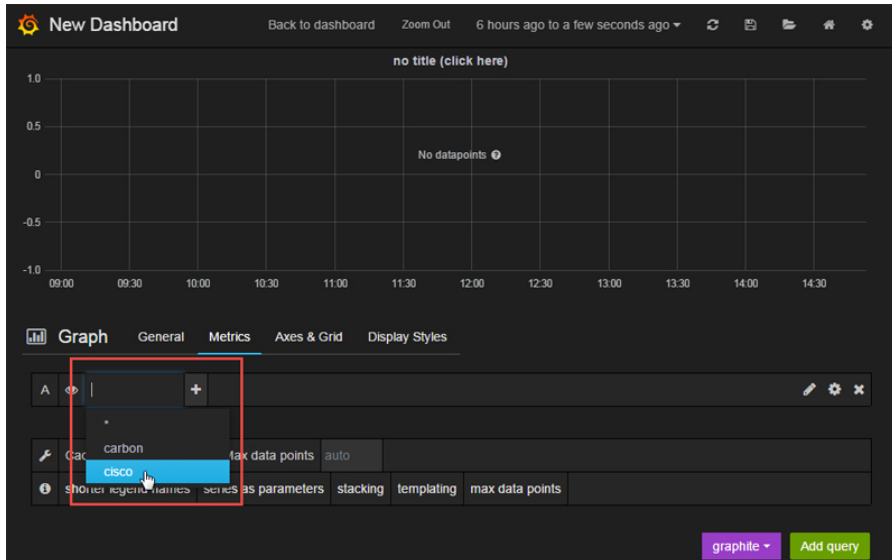 New Dashboard Back to dashboard Zoom Out 6 hours ago to a few seconds ago
no title (click here)
1.0
0.5
No datapoints
0
-0.5
-1.0
09:00 09:30 10:00 10:30 11:00 11:30 12:00 12:30 13:00 13:30 14:00 14:30
Graph General Metrics Axes & Grid Display Styles
A
*
carbon
Max data points auto
cisco
shorter legend names series as parameters stacking templating max data points
graphite Add query